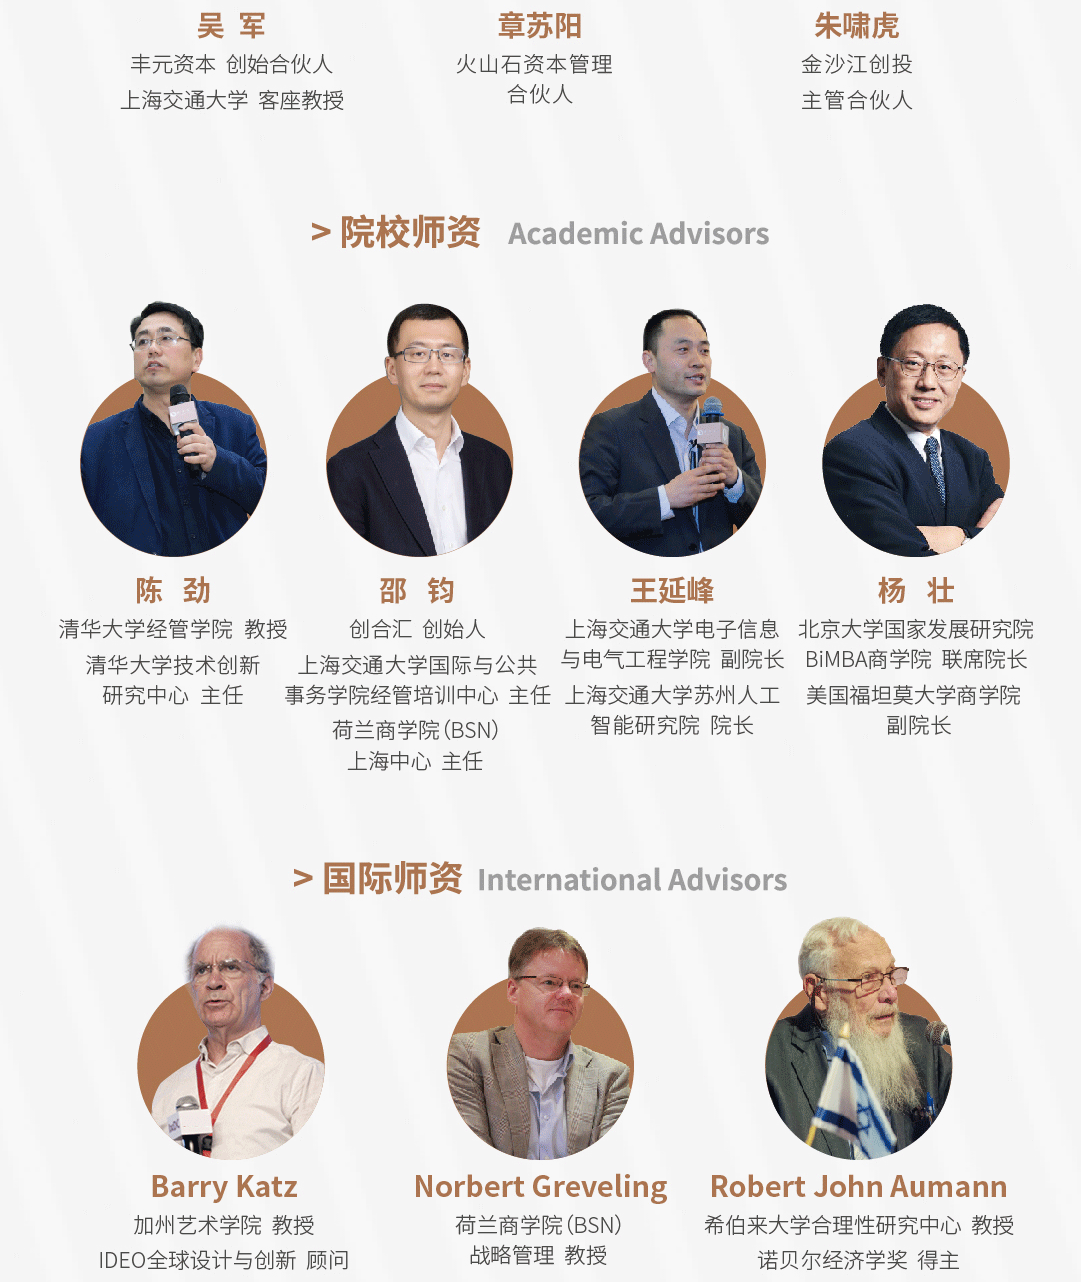 吴 军
章苏阳
朱啸虎
丰元资本 创始合伙人
火山石资本管理
金沙江创投
上海交通大学 客座教授
合伙人
主管合伙人
> 院校师资 Academic Advisors
陈 劲
清华大学经管学院 教授
清华大学技术创新
研究中心 主任
邵 钧
创合汇 创始人
上海交通大学国际与公共
事务学院经管培训中心 主任
荷兰商学院（BSN）
上海中心 主任
王延峰
上海交通大学电子信息
与电气工程学院 副院长
上海交通大学苏州人工
智能研究院 院长
杨 壮
北京大学国家发展研究院
BiMBA商学院 联席院长
美国福坦莫大学商学院
副院长
> 国际师资 International Advisors
Barry Katz
加州艺术学院 教授
IDEO全球设计与创新 顾问
Norbert Greveling
荷兰商学院（BSN）
战略管理 教授
Robert John Aumann
希伯来大学合理性研究中心 教授
诺贝尔经济学奖 得主